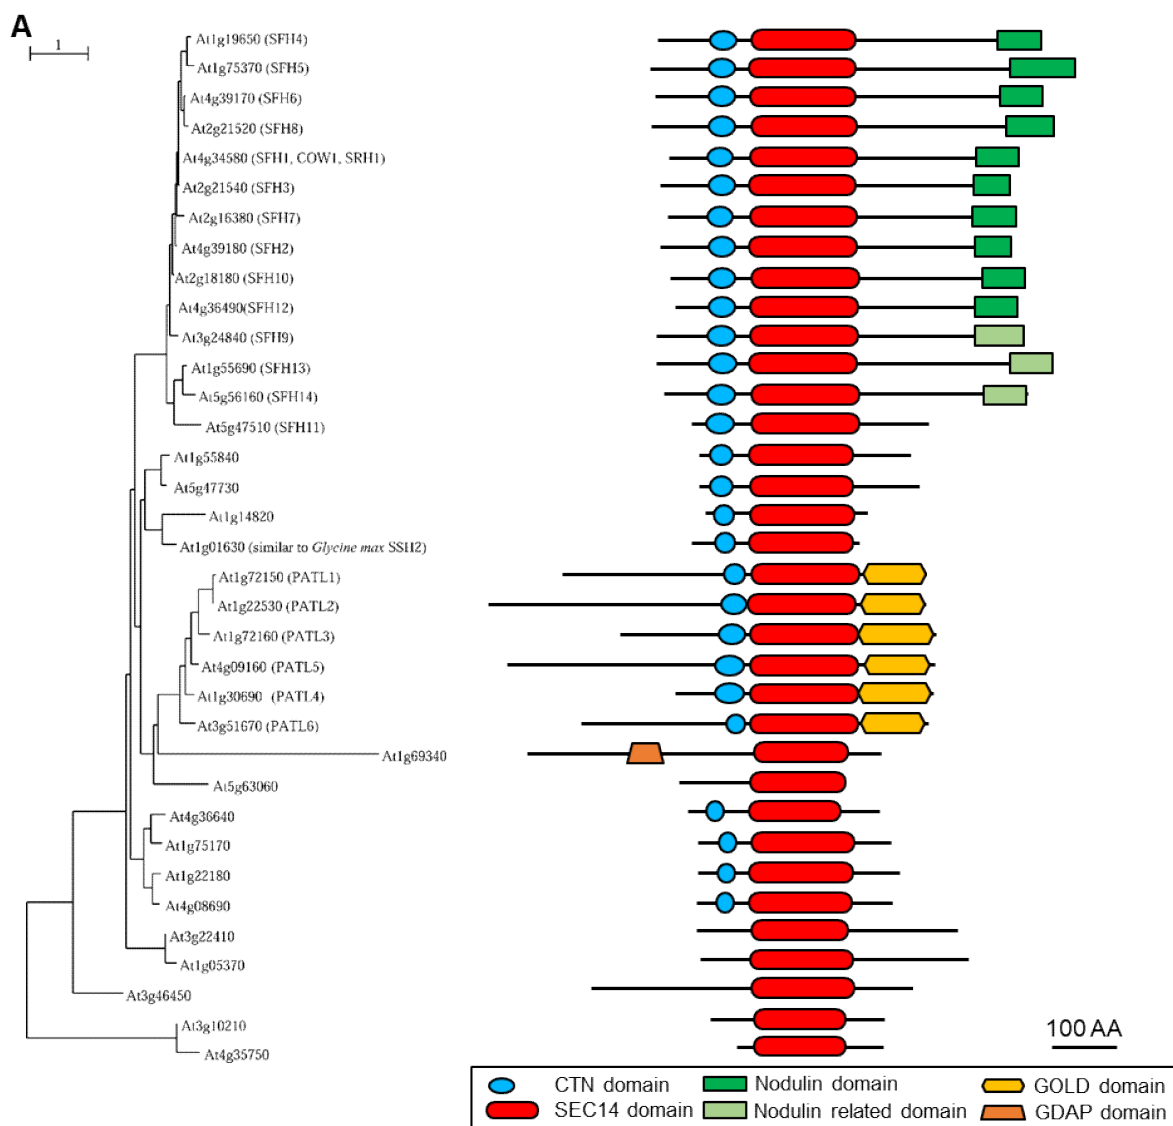 A
1
At1g19650 (SFH4)
At1g75370 (SFH5)
At4g39170 (SFH6)
At2g21520 (SFH8)
At4g34580 (SFH1, COW1, SRH1)
At2g21540 (SFH3)
At2g16380 (SFH7)
At4g39180 (SFH2)
At2g18180 (SFH10)
At4g36490(SFH12)
At3g24840 (SFH9)
At1g55690 (SFH13)
At5g56160 (SFH14)
At5g47510 (SFH11)
At1g55840
At5g47730
At1g14820
At1g01630 (similar to Glycine max SSH2)
At1g72150 (PATL1)
At1g22530 (PATL2)
At1g72160 (PATL3)
At4g09160 (PATL5)
At1g30690 (PATL4)
At3g51670 (PATL6)
At1g69340
At5g63060
At4g36640
At1g75170
At1g22180
At4g08690
At3g22410
At1g05370
At3g46450
At3g10210
At4g35750
100 AA
CTN domain Nodulin domain GOLD domain
SEC14 domain Nodulin related domain GDAP domain